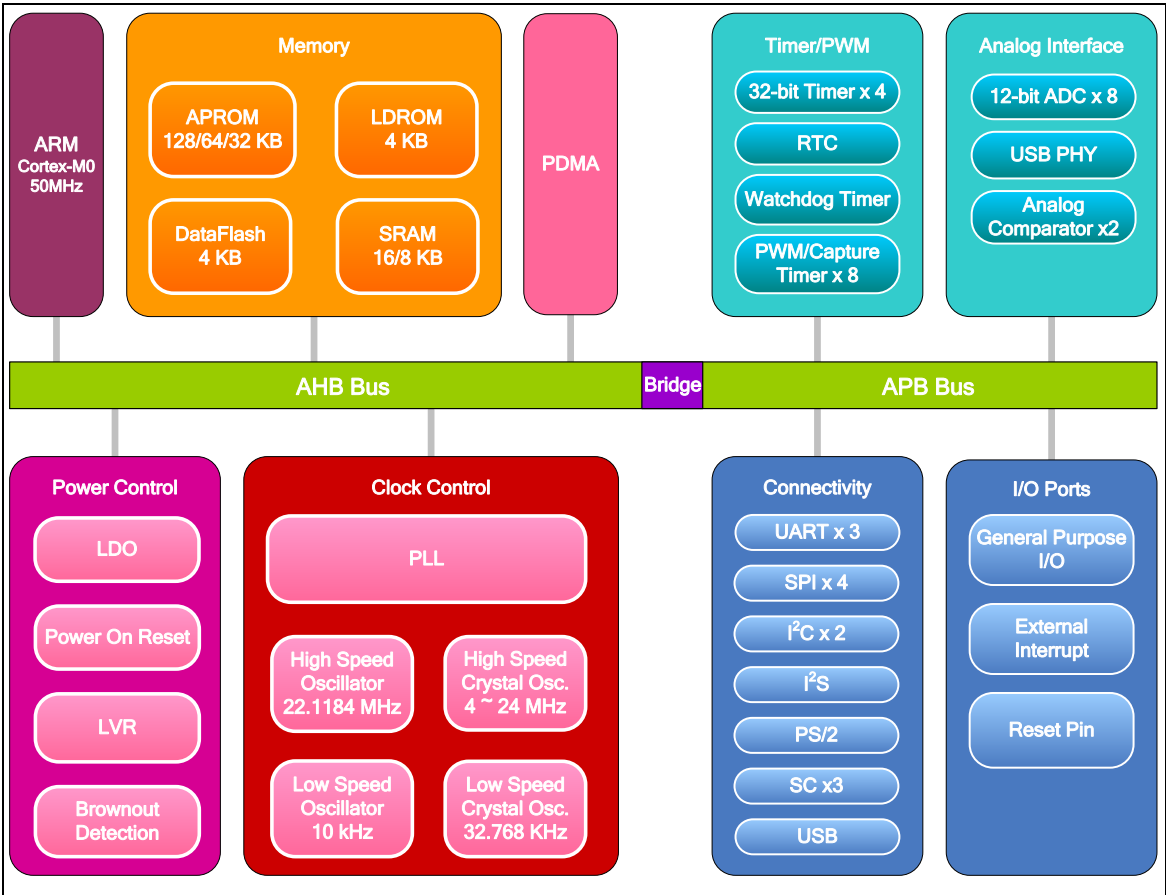 ARM
Cortex-M0
50MHz
Memory
APROM
128/64/32 KB
LDROM
4 KB
DataFlash
4 KB
SRAM
16/8 KB
PDMA
Timer/PWM
32-bit Timer x 4
RTC
Watchdog Timer
PWM/Capture
Timer x 8
Analog Interface
12-bit ADC x 8
USB PHY
Analog
Comparator x2
AHB Bus
Bridge
APB Bus
Power Control
LDO
Power On Reset
LVR
Brownout
Detection
Clock Control
PLL
High Speed
Oscillator
22.1184 MHz
High Speed
Crystal Osc.
4 ~ 24 MHz
Low Speed
Oscillator
10 kHz
Low Speed
Crystal Osc.
32.768 KHz
Connectivity
UART x 3
SPI x 4
I²C x 2
I²S
PS/2
SC x3
USB
I/O Ports
General Purpose
I/O
External
Interrupt
Reset Pin